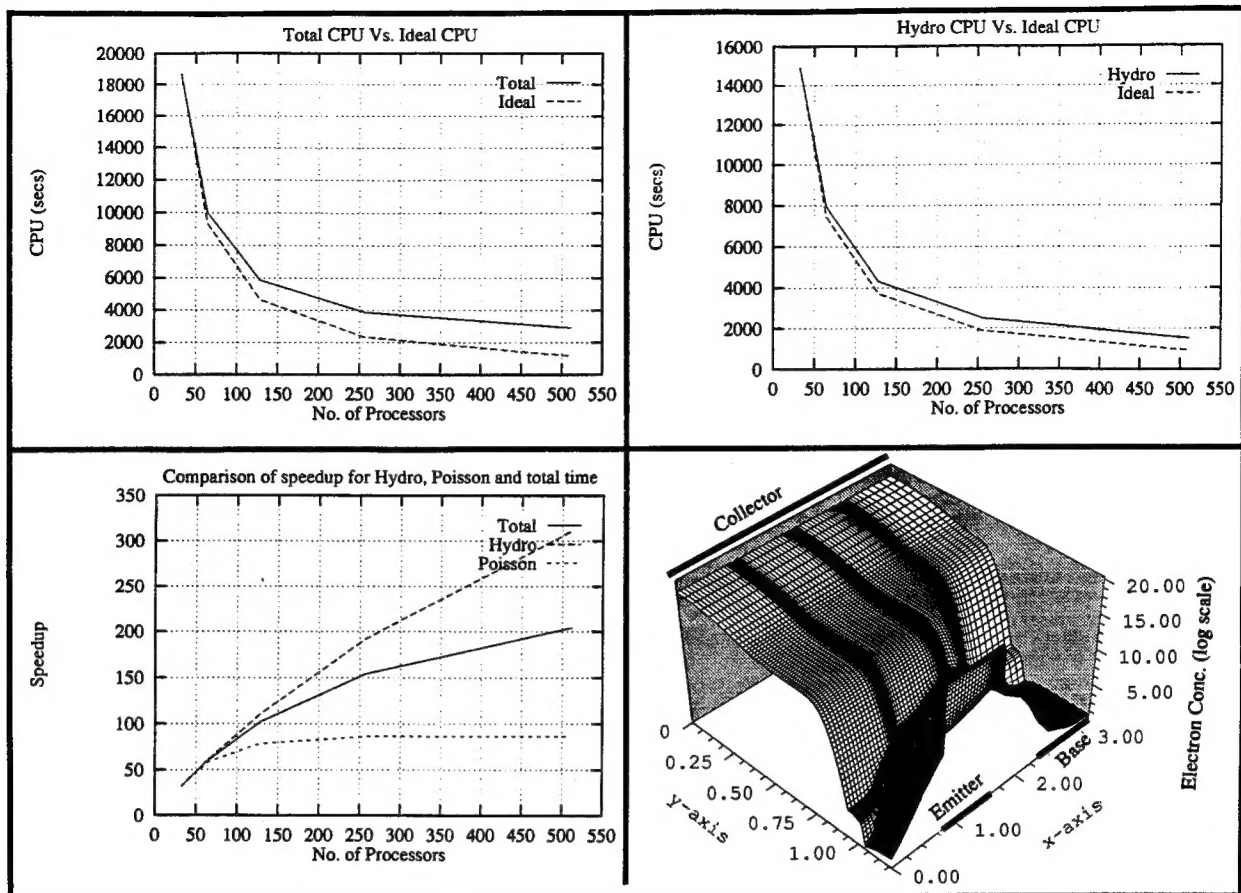 Total CPU Vs. Ideal CPU
20000
18000
16000
14000
12000
10000
8000
6000
4000
2000
0
CPU (secs)
Total
Ideal
0 50 100 150 200 250 300 350 400 450 500 550
No. of Processors
Hydro CPU Vs. Ideal CPU
16000
14000
12000
10000
8000
6000
4000
2000
0
CPU (secs)
Hydro
Ideal
0 50 100 150 200 250 300 350 400 450 500 550
No. of Processors
Comparison of speedup for Hydro, Poisson and total time
350
300
250
200
150
100
50
0
Speedup
Total
Hydro
Poisson
0 50 100 150 200 250 300 350 400 450 500 550
No. of Processors
Collector
20.00
15.00
10.00
5.00
Electron Conc. (log scale)
0
0.25
0.50
0.75
1.00
y-axis
Emitter
Base
3.00
2.00
1.00
0.00
x-axis